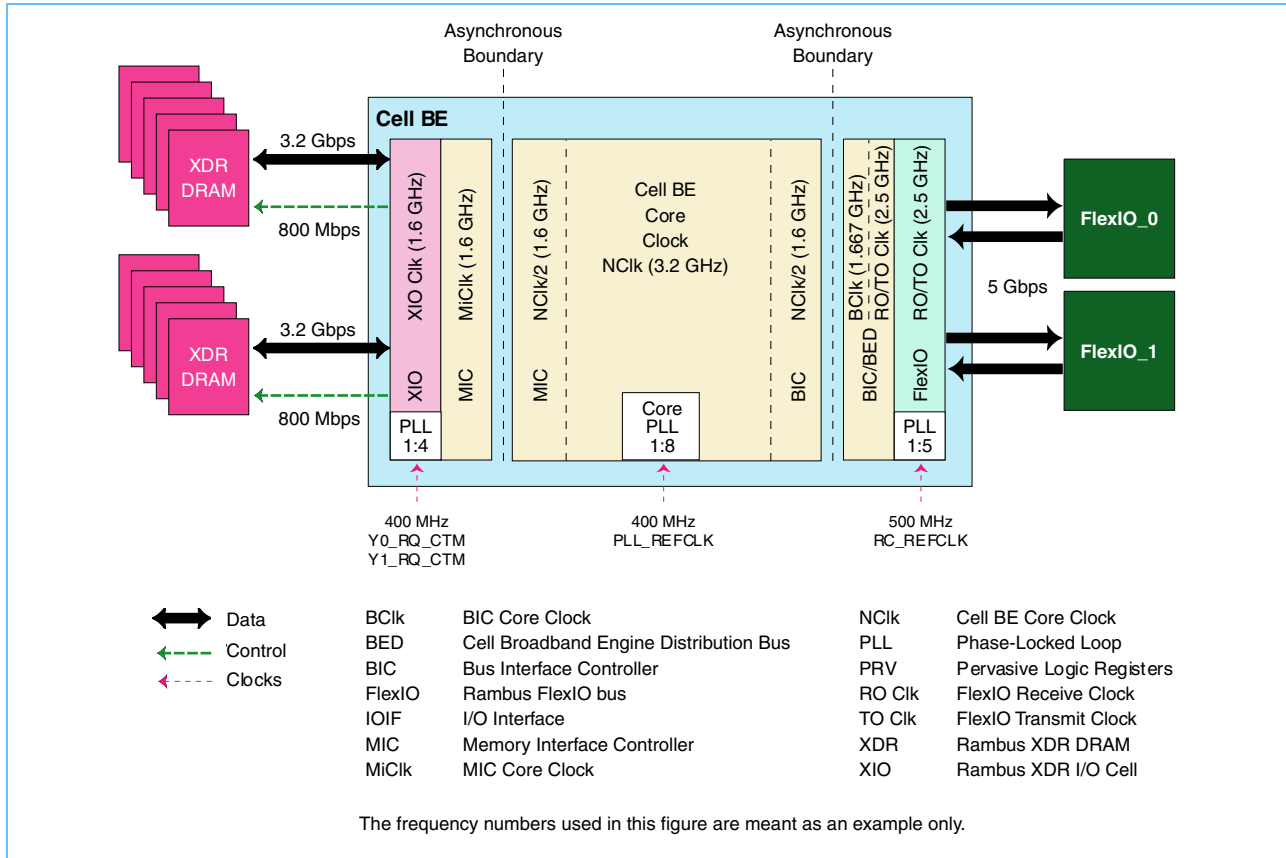 Asynchronous
Boundary
Asynchronous
Boundary
Cell BE
XDR
DRAM
3.2 Gbps
800 Mbps
XDR
DRAM
3.2 Gbps
800 Mbps
XIO Clk (1.6 GHz)
XIO
PLL
1:4
MiClk (1.6 GHz)
MIC
NClk/2 (1.6 GHz)
MIC
Cell BE
Core
Clock
NClk (3.2 GHz)
Core
PLL
1:8
NClk/2 (1.6 GHz)
BIC
BClk (1.667 GHz)
RO/TO Clk (2.5 GHz)
BIC/BED
RO/TO Clk (2.5 GHz)
FlexIO
PLL
1:5
FlexIO_0
5 Gbps
FlexIO_1
400 MHz
Y0_RQ_CTM
Y1_RQ_CTM
400 MHz
PLL_REFCLK
500 MHz
RC_REFCLK
Data
Control
Clocks
BClk BIC Core Clock
BED Cell Broadband Engine Distribution Bus
BIC Bus Interface Controller
FlexIO Rambus FlexIO bus
IOIF I/O Interface
MIC Memory Interface Controller
MiClk MIC Core Clock
NClk Cell BE Core Clock
PLL Phase-Locked Loop
PRV Pervasive Logic Registers
RO Clk FlexIO Receive Clock
TO Clk FlexIO Transmit Clock
XDR Rambus XDR DRAM
XIO Rambus XDR I/O Cell
The frequency numbers used in this figure are meant as an example only.